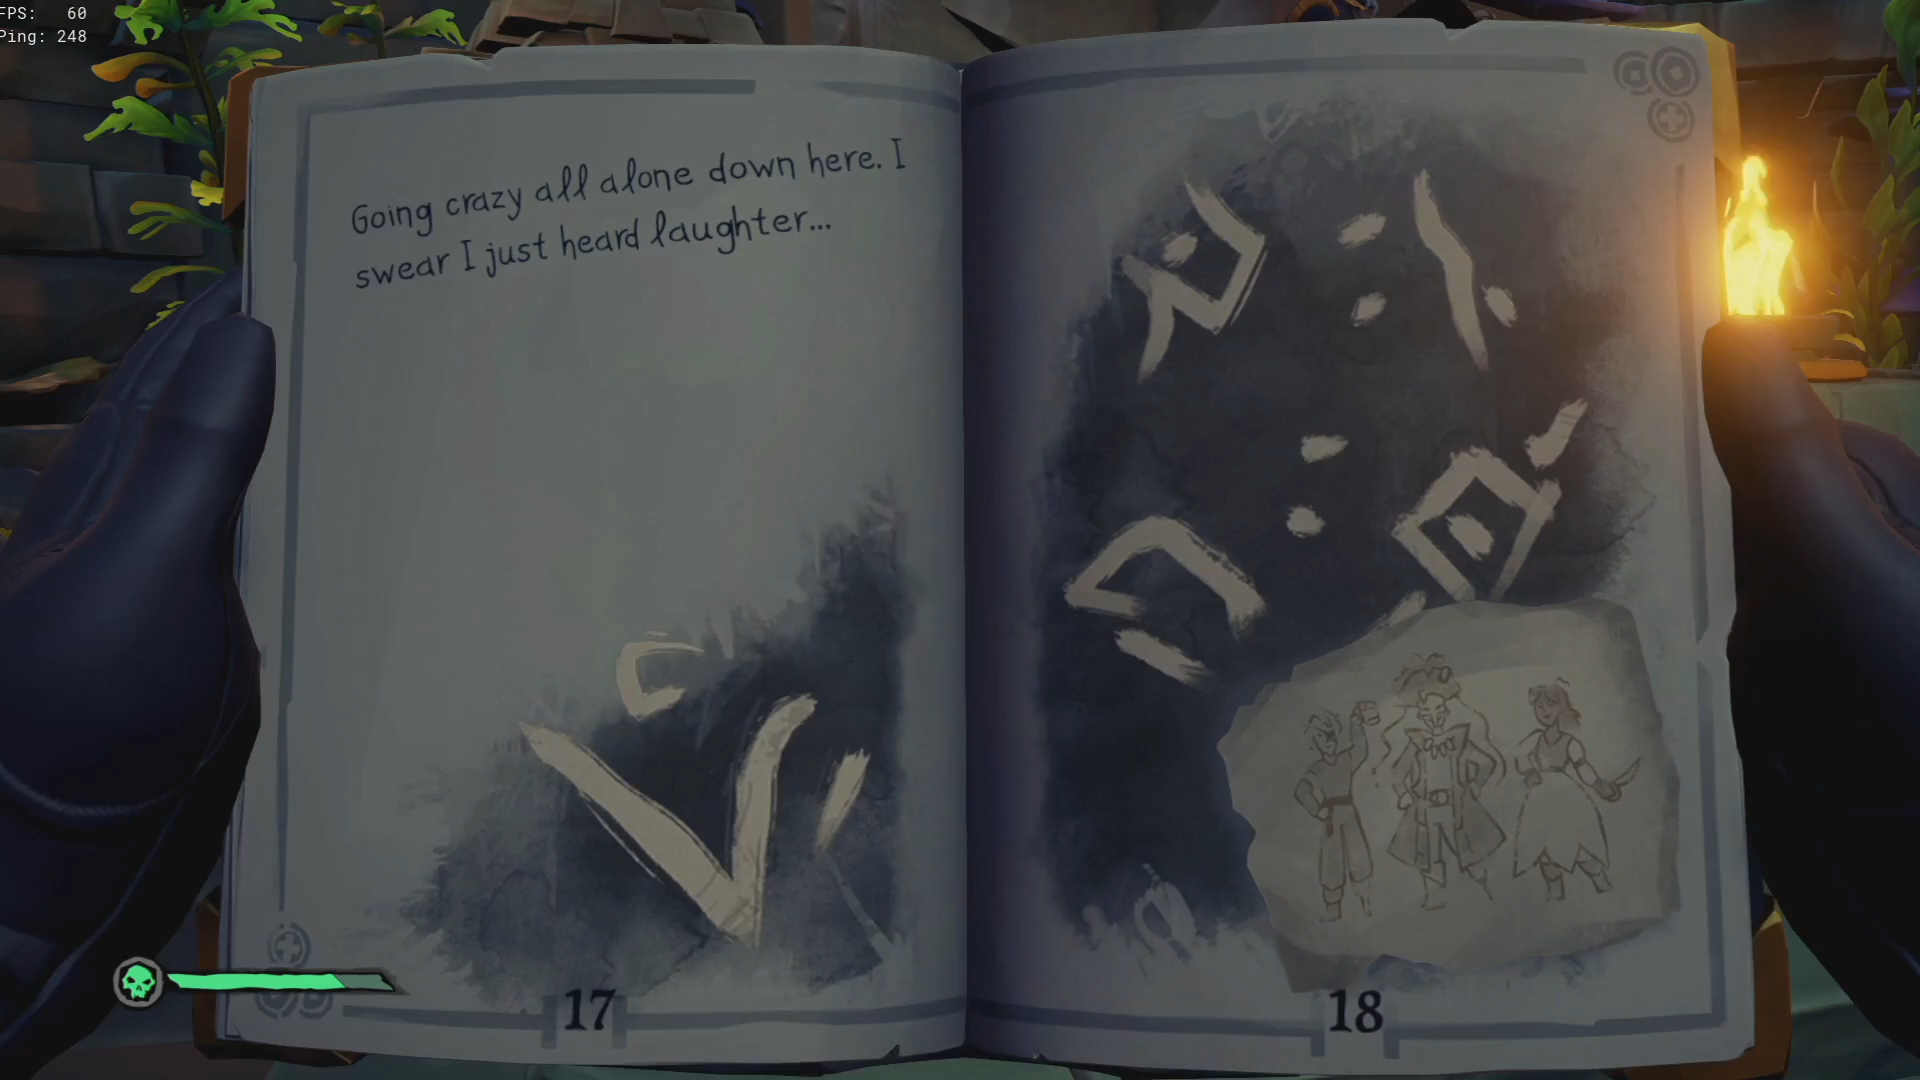 FPS: 60
Ping: 248
Going crazy all alone down here. I
swear I just heard laughter...
17
18